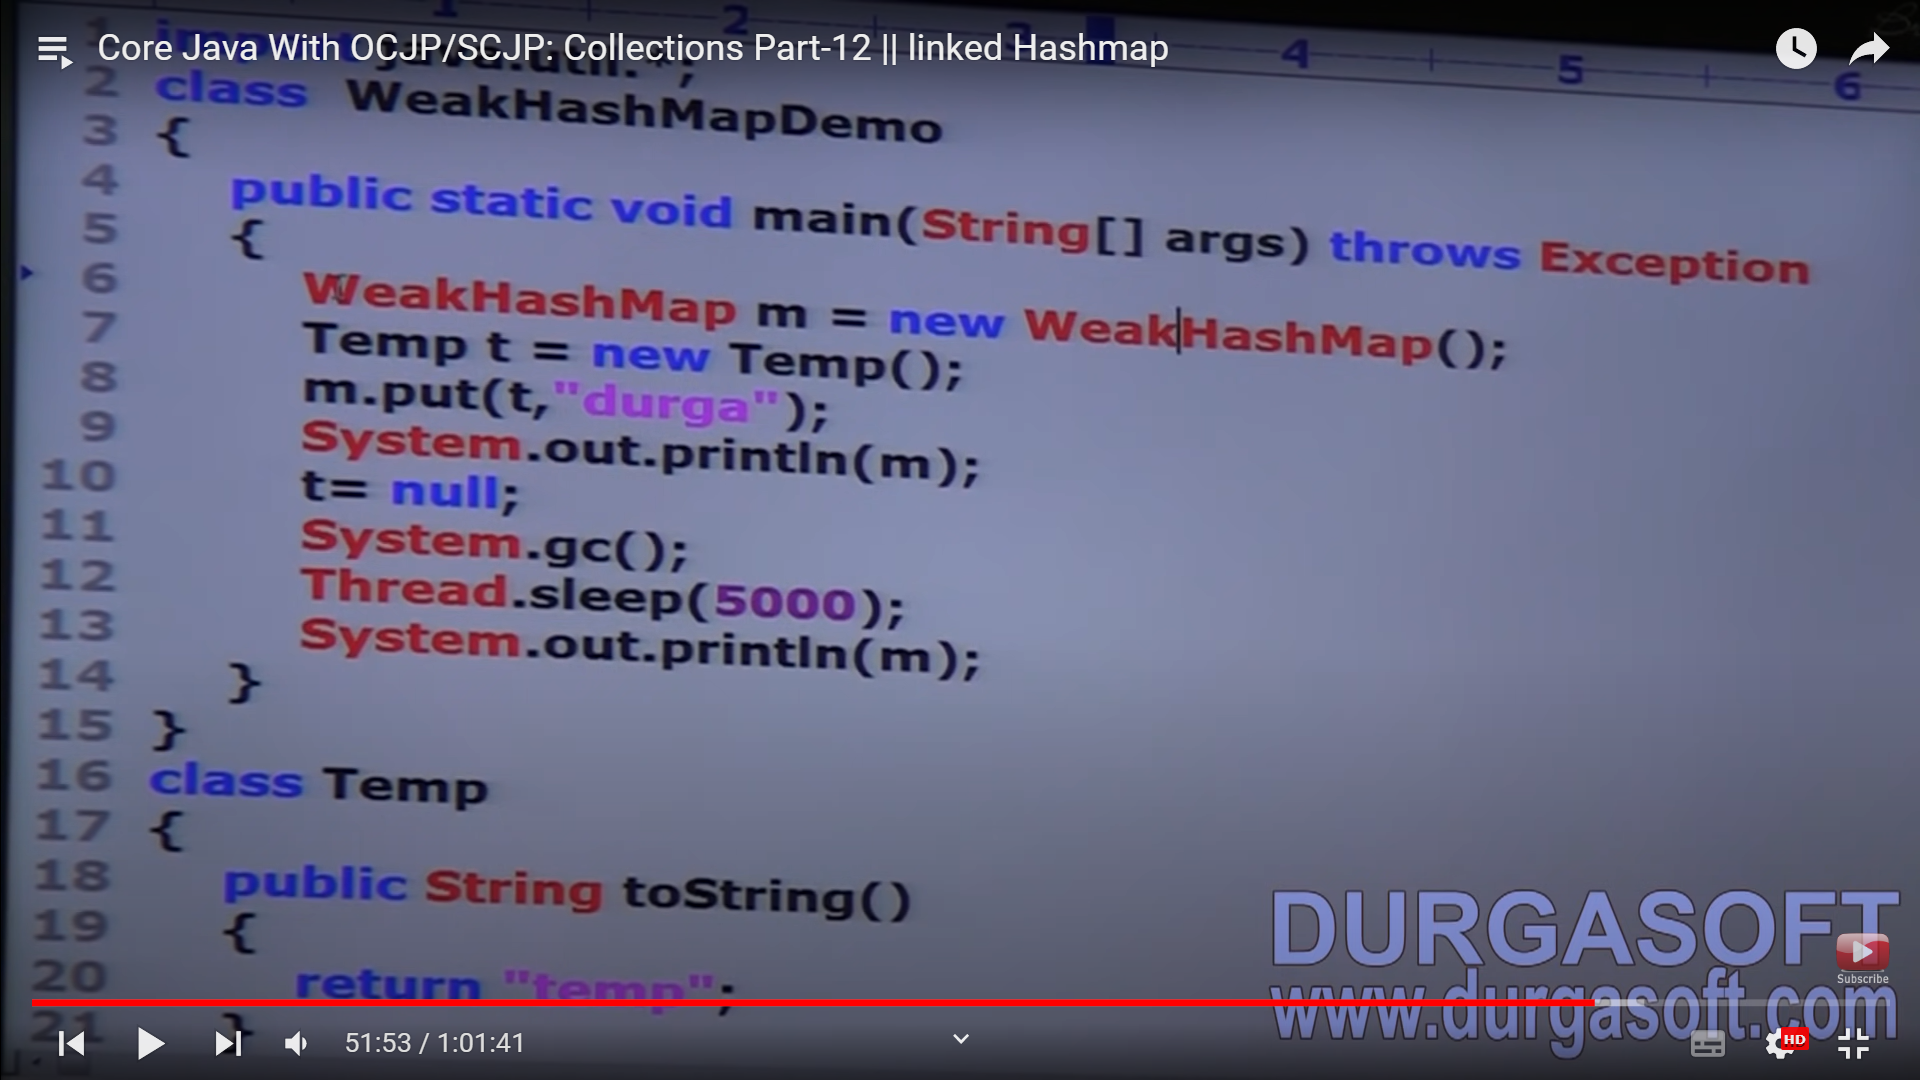 Core Java With OCJP/SCJP: Collections Part-12 || linked Hashmap
2 3 4 5 6
2 class WeakHashMapDemo
3 {
4 public static void main(String[] args) throws Exception
5 {
6 WeakHashMap m = new WeakHashMap();
7 Temp t = new Temp();
8 m.put(t,"durga");
9 System.out.println(m);
10 t= null;
11 System.gc();
12 Thread.sleep(5000);
13 System.out.println(m);
14 }
15 }
16 class Temp
17 {
18 public String toString()
19 {
20 return "temp";
21 }
DURGASOFT
www.durgasoft.com
Subscribe
51:53 / 1:01:41
HD